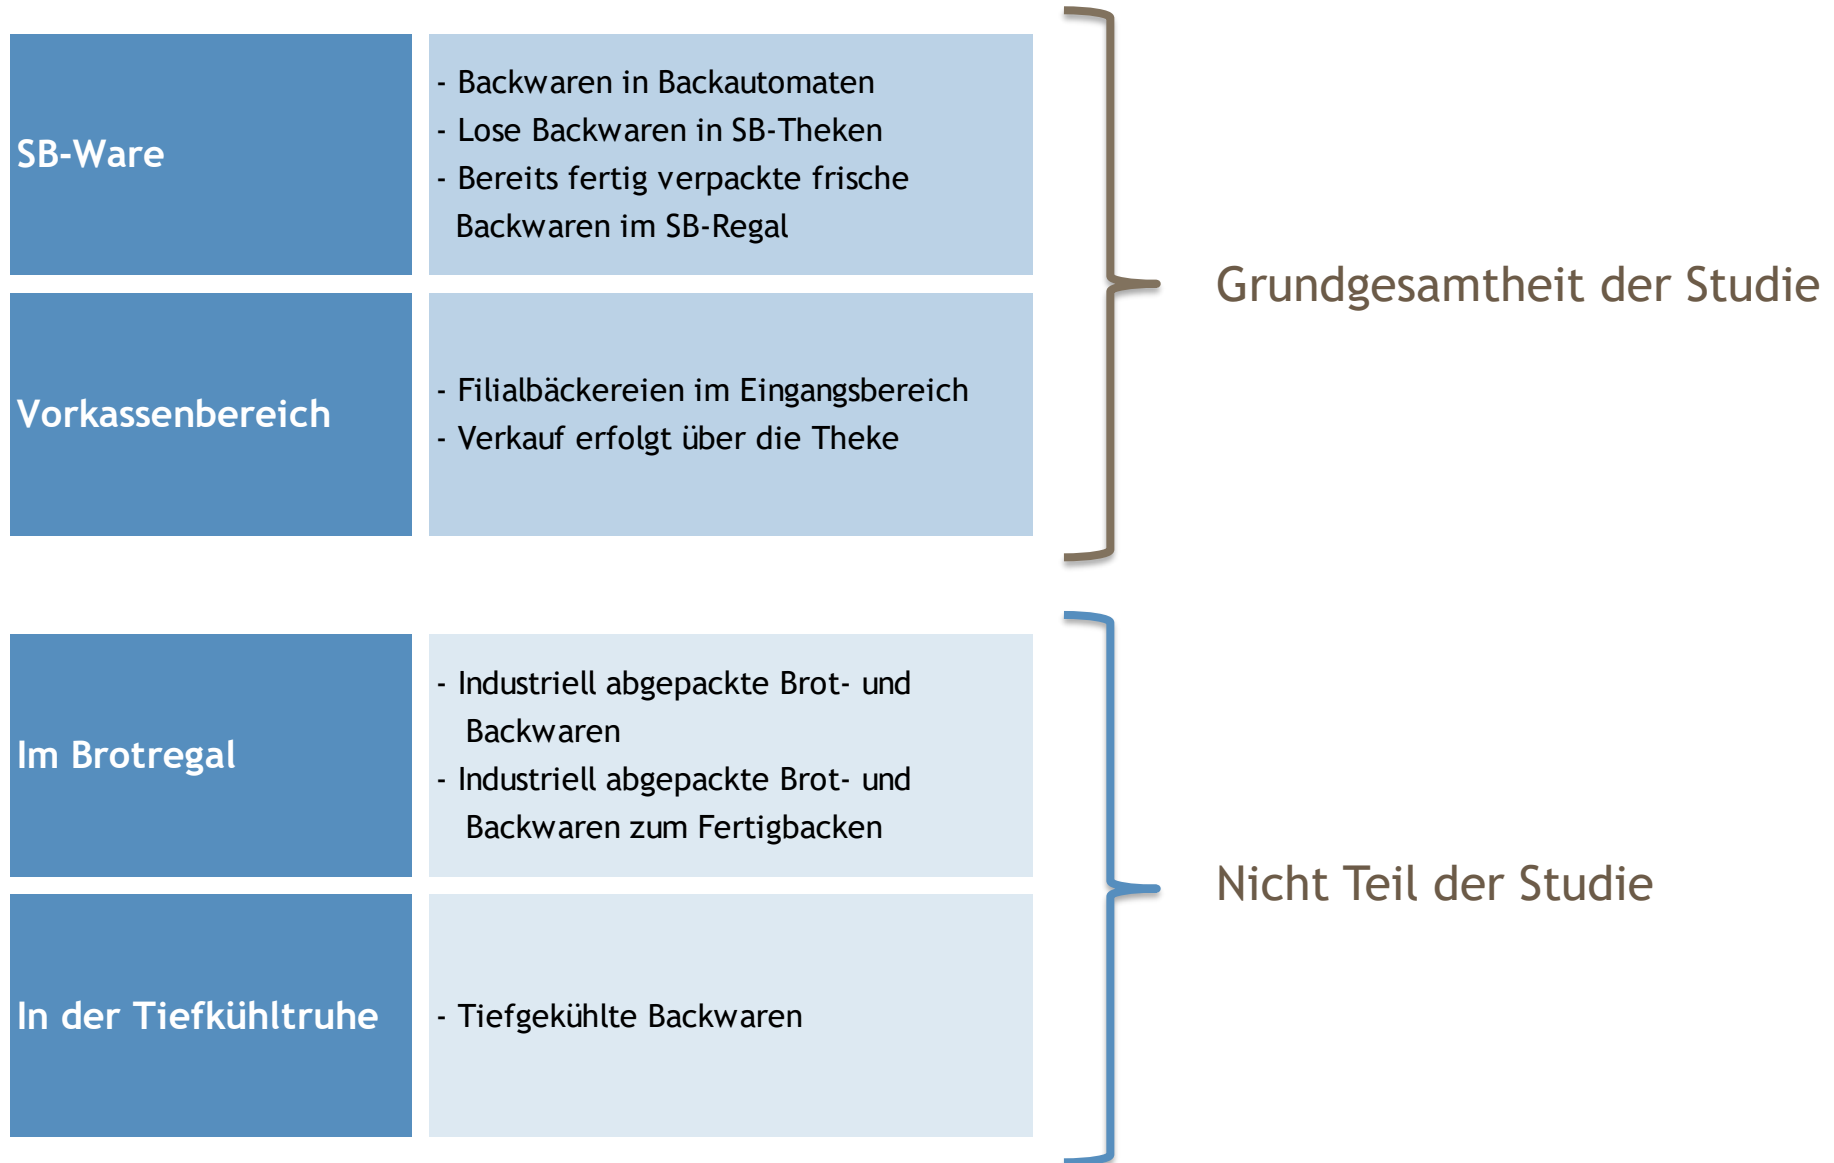 SB-Ware
- Backwaren in Backautomaten
- Lose Backwaren in SB-Theken
- Bereits fertig verpackte frische
Backwaren im SB-Regal
Vorkassenbereich
- Filialbäckereien im Eingangsbereich
- Verkauf erfolgt über die Theke
Grundgesamtheit der Studie
Im Brotregal
- Industriell abgepackte Brot- und
Backwaren
- Industriell abgepackte Brot- und
Backwaren zum Fertigbacken
In der Tiefkühltruhe
- Tiefgekühlte Backwaren
Nicht Teil der Studie